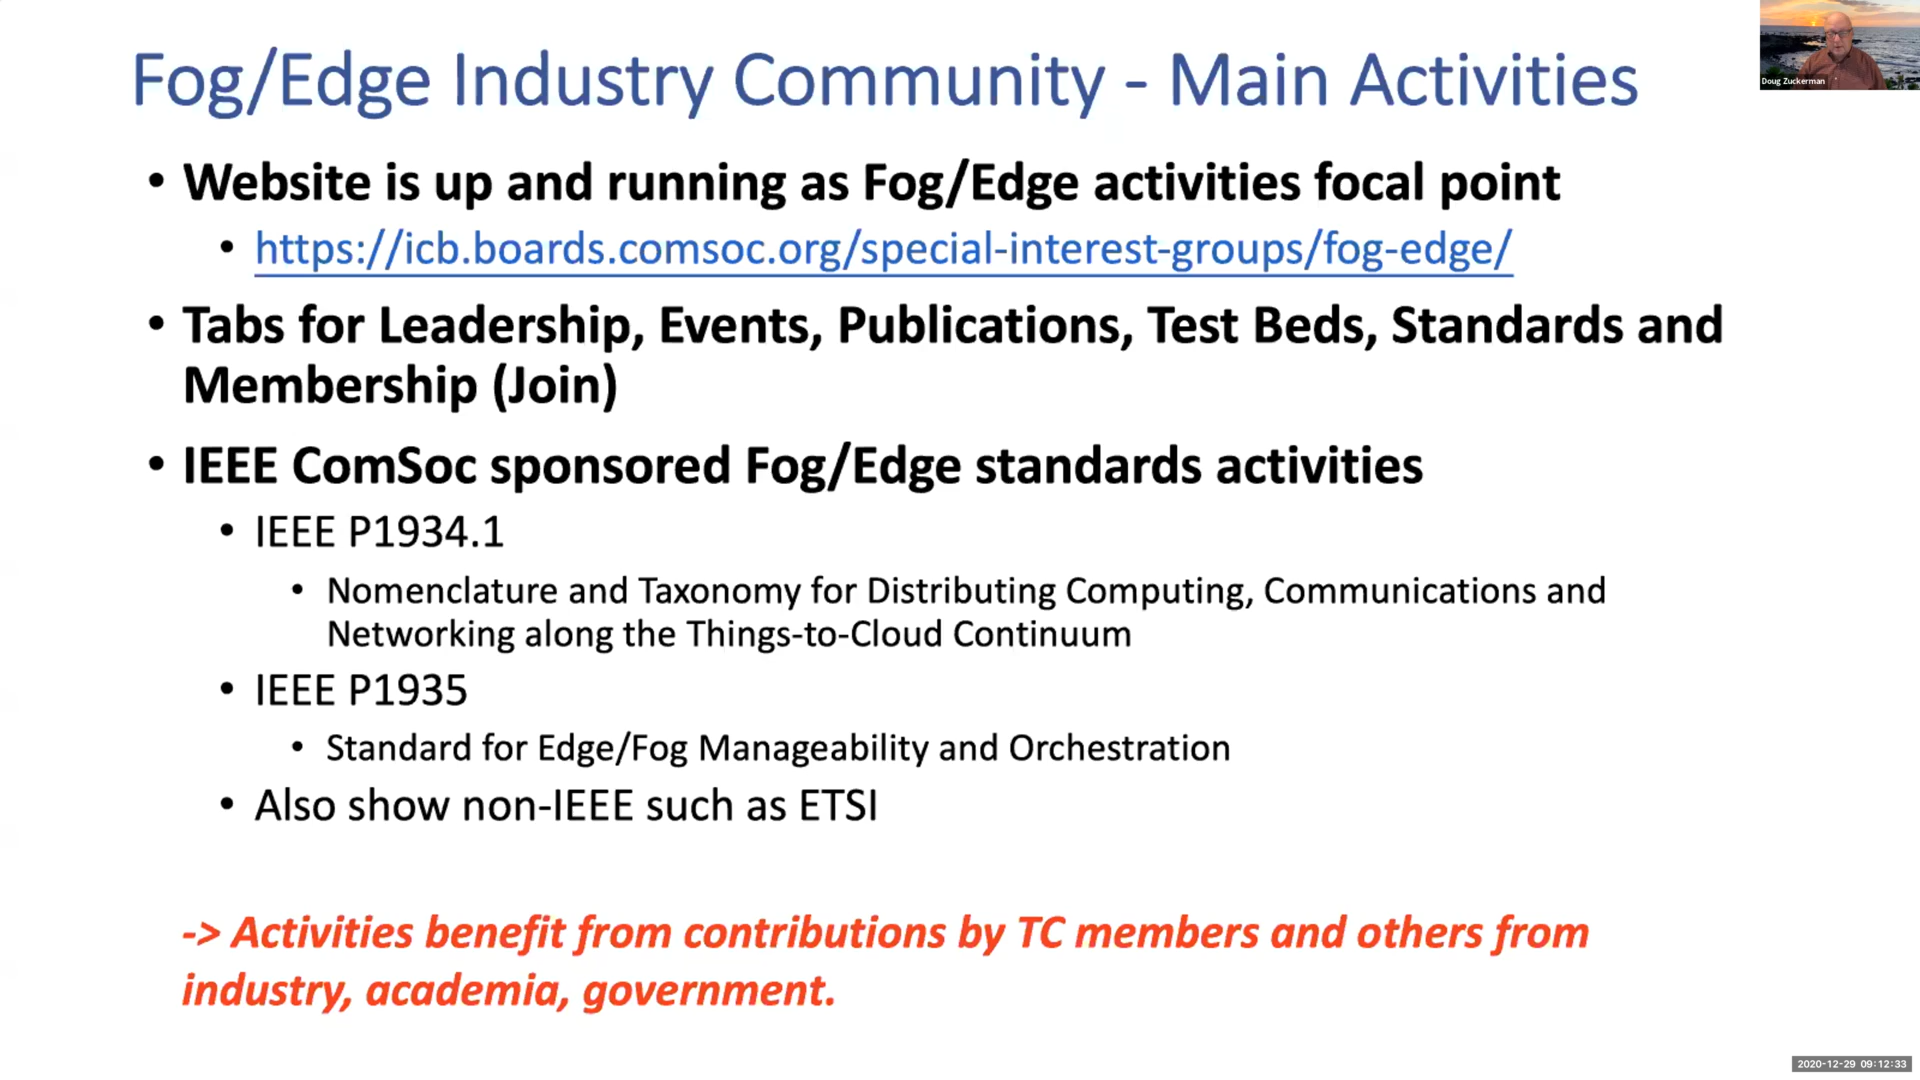 Fog/Edge Industry Community - Main Activities
Doug Zuckerman
• Website is up and running as Fog/Edge activities focal point
• https://icb.boards.comsoc.org/special-interest-groups/fog-edge/
• Tabs for Leadership, Events, Publications, Test Beds, Standards and
Membership (Join)
• IEEE ComSoc sponsored Fog/Edge standards activities
• IEEE P1934.1
• Nomenclature and Taxonomy for Distributing Computing, Communications and
Networking along the Things-to-Cloud Continuum
• IEEE P1935
• Standard for Edge/Fog Manageability and Orchestration
• Also show non-IEEE such as ETSI
-> Activities benefit from contributions by TC members and others from
industry, academia, government.
2020-12-29 09:12:33